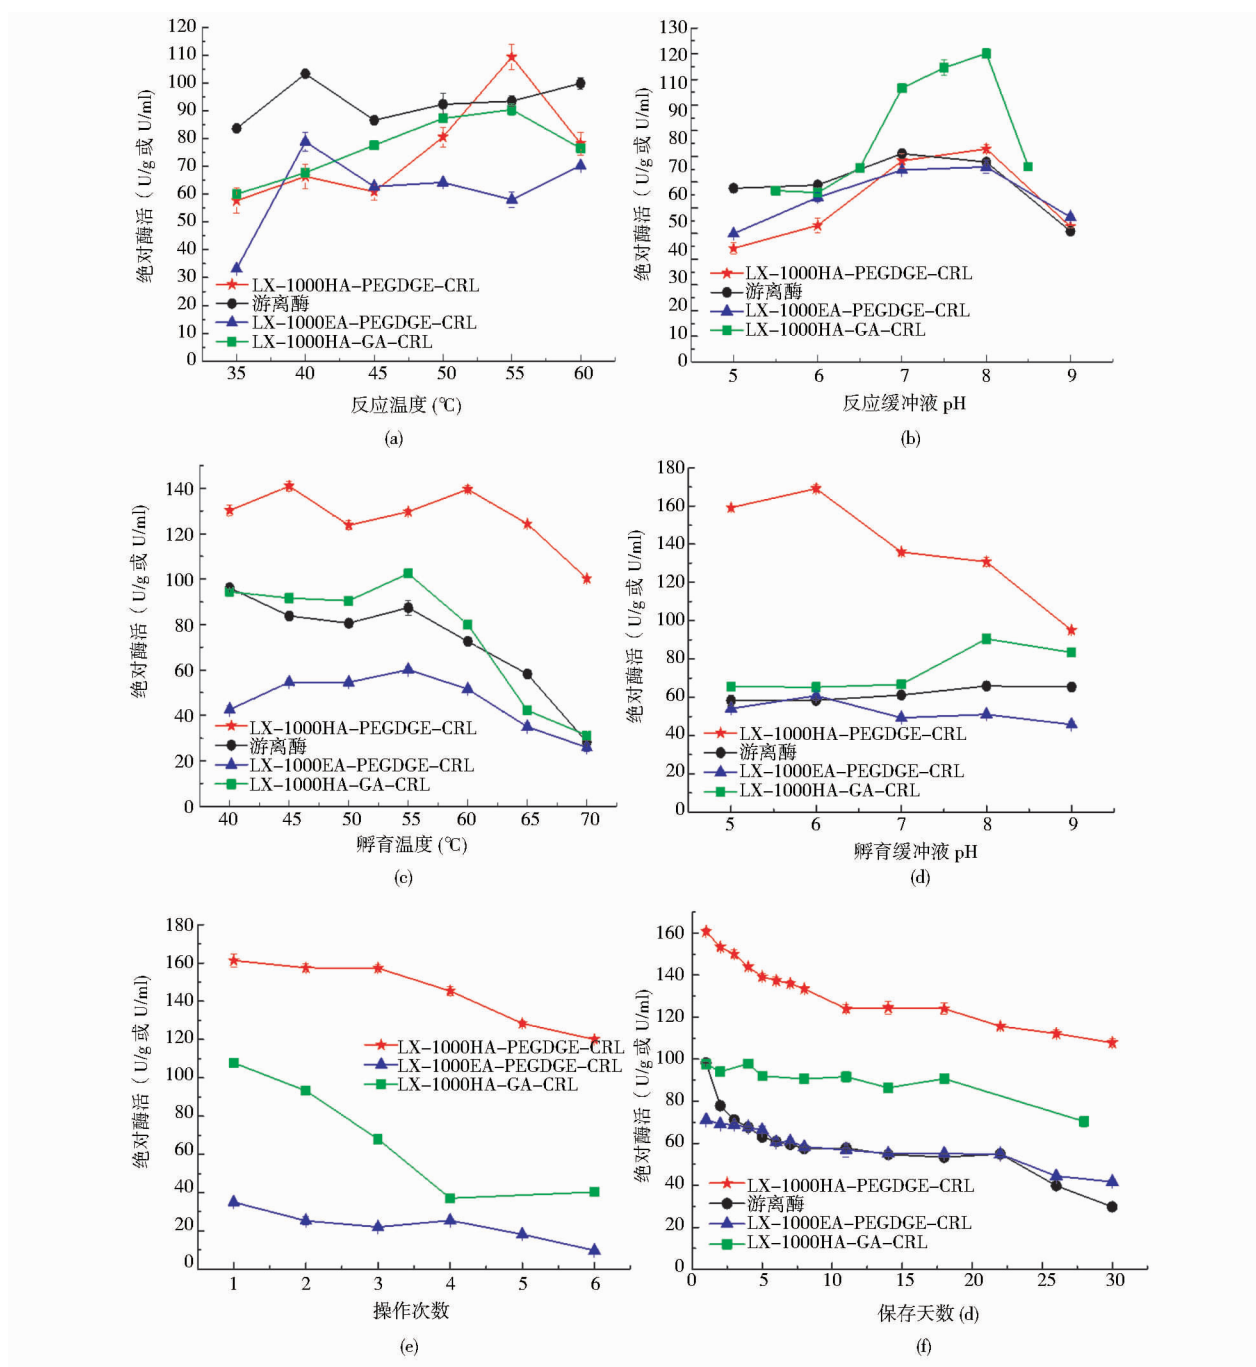 120
110
100
90
80
70
60
50
40
30
20
10
0
绝对酶活（U/g或 U/ml)
LX-1000HA-PEGDGE-CRL
游离酶
LX-1000EA-PEGDGE-CRL
LX-1000HA-GA-CRL
35 40 45 50 55 60
反应温度 (℃)
(a)
130
120
110
100
90
80
70
60
50
40
30
20
10
0
绝对酶活（U/g或 U/ml)
LX-1000HA-PEGDGE-CRL
游离酶
LX-1000EA-PEGDGE-CRL
LX-1000HA-GA-CRL
5 6 7 8 9
反应缓冲液 pH
(b)
140
120
100
80
60
40
20
0
绝对酶活（U/g或 U/ml)
LX-1000HA-PEGDGE-CRL
游离酶
LX-1000EA-PEGDGE-CRL
LX-1000HA-GA-CRL
40 45 50 55 60 65 70
孵育温度 (℃)
(c)
180
160
140
120
100
80
60
40
20
0
绝对酶活（U/g或 U/ml)
LX-1000HA-PEGDGE-CRL
游离酶
LX-1000EA-PEGDGE-CRL
LX-1000HA-GA-CRL
5 6 7 8 9
孵育缓冲液 pH
(d)
180
160
140
120
100
80
60
40
20
0
绝对酶活（U/g或 U/ml)
LX-1000HA-PEGDGE-CRL
LX-1000EA-PEGDGE-CRL
LX-1000HA-GA-CRL
1 2 3 4 5 6
操作次数
(e)
160
140
120
100
80
60
40
20
0
绝对酶活（U/g或 U/ml)
LX-1000HA-PEGDGE-CRL
游离酶
LX-1000EA-PEGDGE-CRL
LX-1000HA-GA-CRL
0 5 10 15 20 25 30
保存天数 (d)
(f)